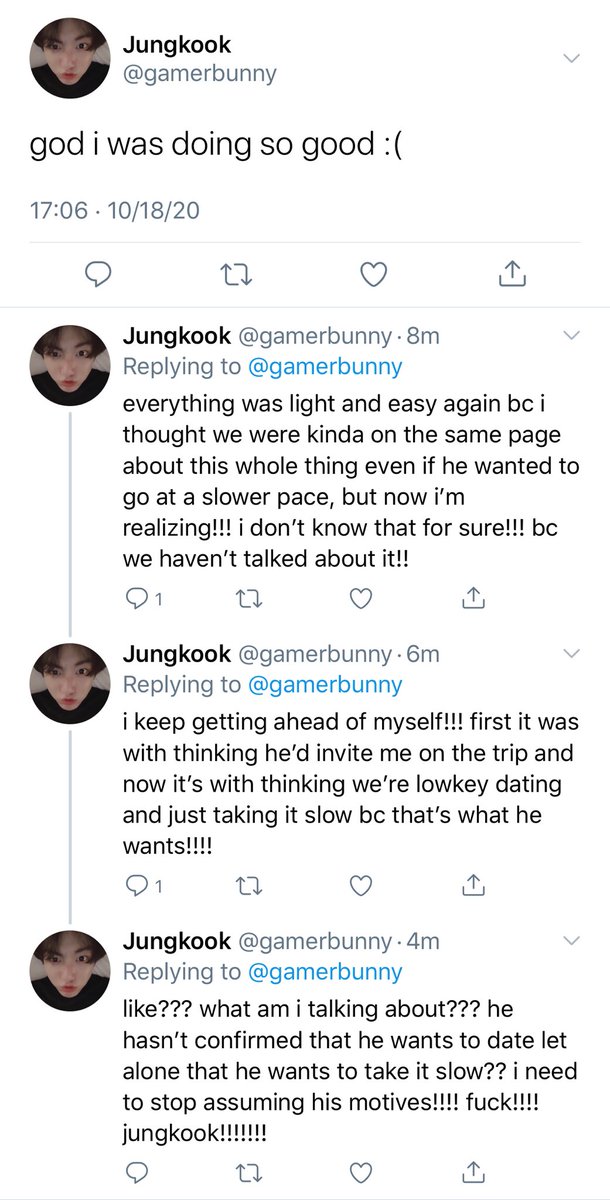 Jungkook
@gamerbunny
god i was doing so good :(
17:06 · 10/18/20
Jungkook @gamerbunny · 8m
Replying to @gamerbunny
everything was light and easy again bc i
thought we were kinda on the same page
about this whole thing even if he wanted to
go at a slower pace, but now i’m
realizing!!! i don’t know that for sure!!! bc
we haven’t talked about it!!
1
Jungkook @gamerbunny · 6m
Replying to @gamerbunny
i keep getting ahead of myself!!! first it was
with thinking he’d invite me on the trip and
now it’s with thinking we’re lowkey dating
and just taking it slow bc that’s what he
wants!!!!
1
Jungkook @gamerbunny · 4m
Replying to @gamerbunny
like??? what am i talking about??? he
hasn’t confirmed that he wants to date let
alone that he wants to take it slow?? i need
to stop assuming his motives!!!! fuck!!!!
jungkook!!!!!!!